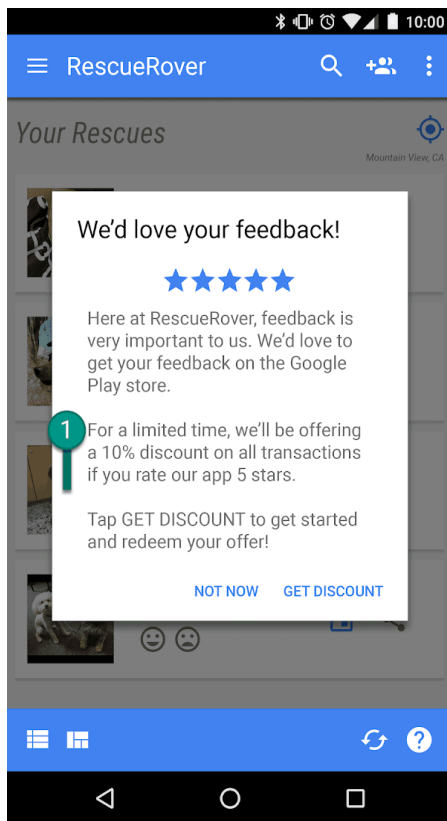 10:00
RescueRover
Your Rescues
Mountain View, CA
We'd love your feedback!
Here at RescueRover, feedback is
very important to us. We'd love to
get your feedback on the Google
Play store.
1
For a limited time, we'll be offering
a 10% discount on all transactions
if you rate our app 5 stars.
Tap GET DISCOUNT to get started
and redeem your offer!
NOT NOW GET DISCOUNT
?